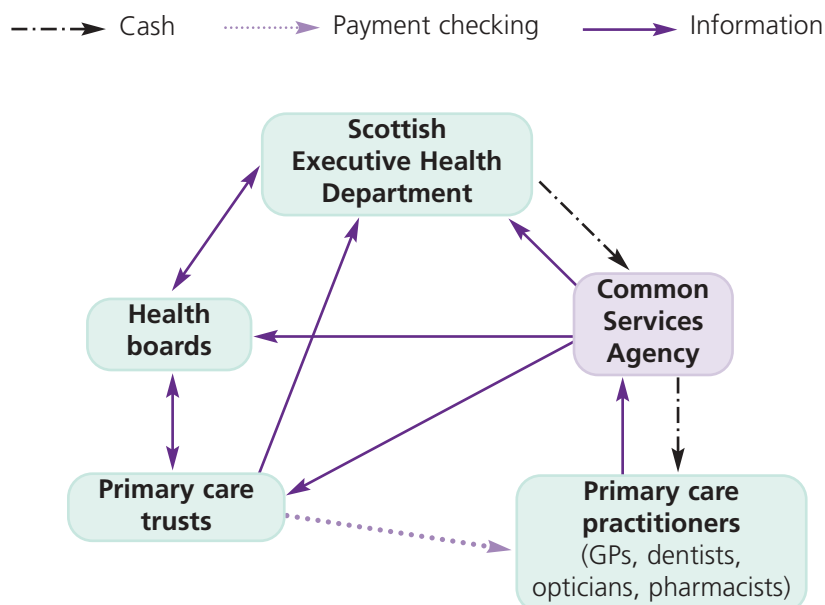 Cash
Payment checking
Information
Scottish
Executive Health
Department
Health
boards
Common
Services
Agency
Primary care
trusts
Primary care
practitioners
(GPs, dentists,
opticians, pharmacists)